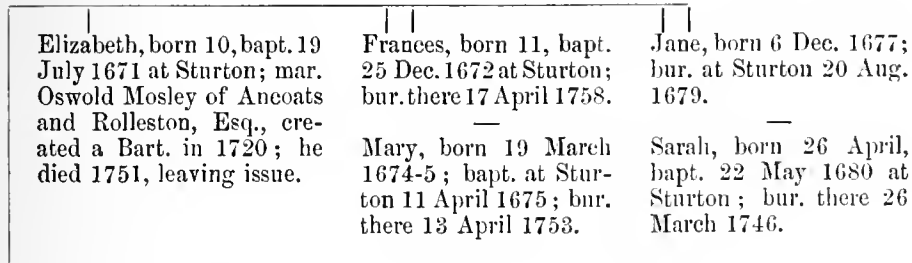 Elizabeth, born 10, bapt. 19
July 1671 at Sturton; mar.
Oswold Mosley of Ancoats
and Rolleston, Esq., cre-
ated a Bart. in 1720; he
died 1751, leaving issue.
Frances, born 11, bapt.
25 Dec. 1672 at Sturton;
bur. there 17 April 1758.
—
Mary, born 19 March
1674-5; bapt. at Stur-
ton 11 April 1675; bur.
there 13 April 1753.
Jane, born 6 Dec. 1677;
bur. at Sturton 20 Aug.
1679.
—
Sarah, born 26 April,
bapt. 22 May 1680 at
Sturton; bur. there 26
March 1746.